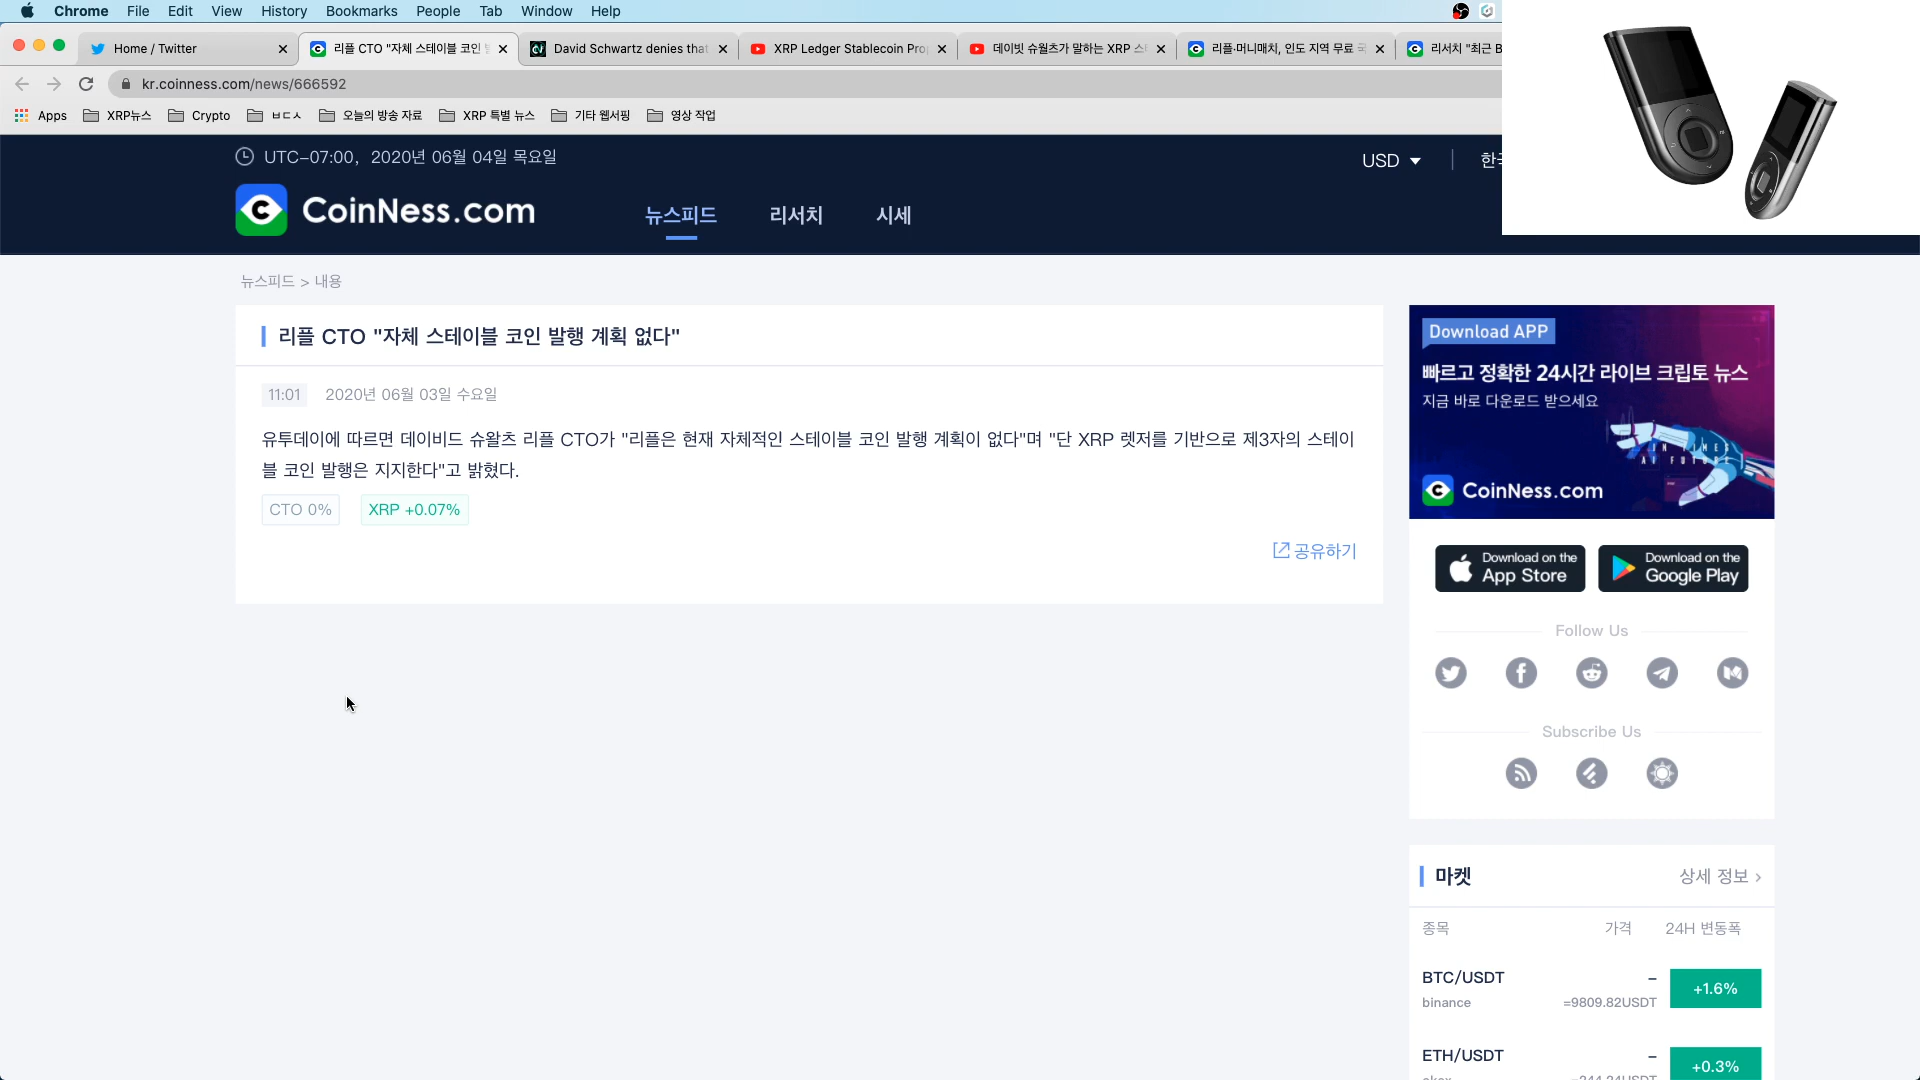 Chrome File Edit View History Bookmarks People Tab Window Help
Home / Twitter
리플 CTO "자체 스테이블 코인
David Schwartz denies that
XRP Ledger Stablecoin Pro
데이빗 슈월츠가 말하는 XRP 스
리플·머니매치, 인도 지역 무료
리서치 "최근 B
kr.coinness.com/news/666592
Apps XRP뉴스 Crypto ㅂㄷㅅ 오늘의 방송 자료 XRP 특별 뉴스 기타 웹서핑 영상 작업
UTC-07:00, 2020년 06월 04일 목요일
USD
CoinNess.com
뉴스피드 리서치 시세
뉴스피드 > 내용
리플 CTO "자체 스테이블 코인 발행 계획 없다"
11:01 2020년 06월 03일 수요일
유투데이에 따르면 데이비드 슈왈츠 리플 CTO가 "리플은 현재 자체적인 스테이블 코인 발행 계획이 없다"며 "단 XRP 렛저를 기반으로 제3자의 스테이
블 코인 발행은 지지한다"고 밝혔다.
CTO 0% XRP +0.07%
공유하기
Download APP
빠르고 정확한 24시간 라이브 크립토 뉴스
지금 바로 다운로드 받으세요
CoinNess.com
Download on the
App Store
Download on the
Google Play
Follow Us
Subscribe Us
마켓
상세 정보 >
종목 가격 24H 변동폭
BTC/USDT – +1.6%
binance =9809.82USDT
ETH/USDT – +0.3%